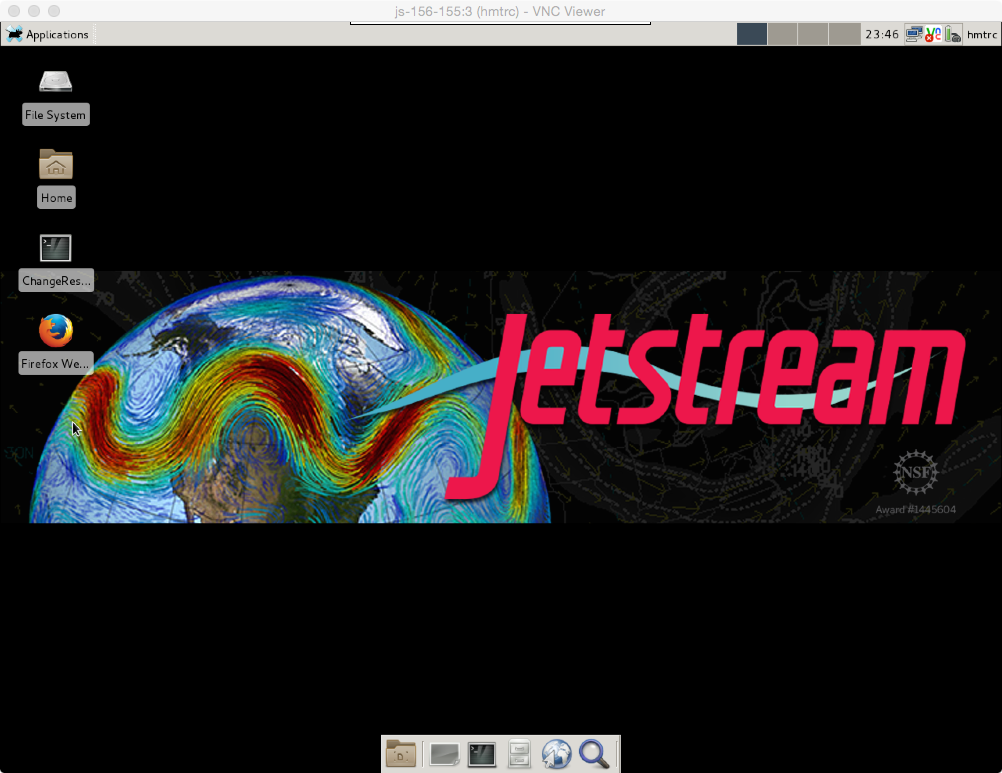 js-156-155:3 (hmtrc) - VNC Viewer
Applications
23:46
hmtrc
File System
Home
ChangeRes...
Firefox We...
Jetstream
NSF
Award #1445604